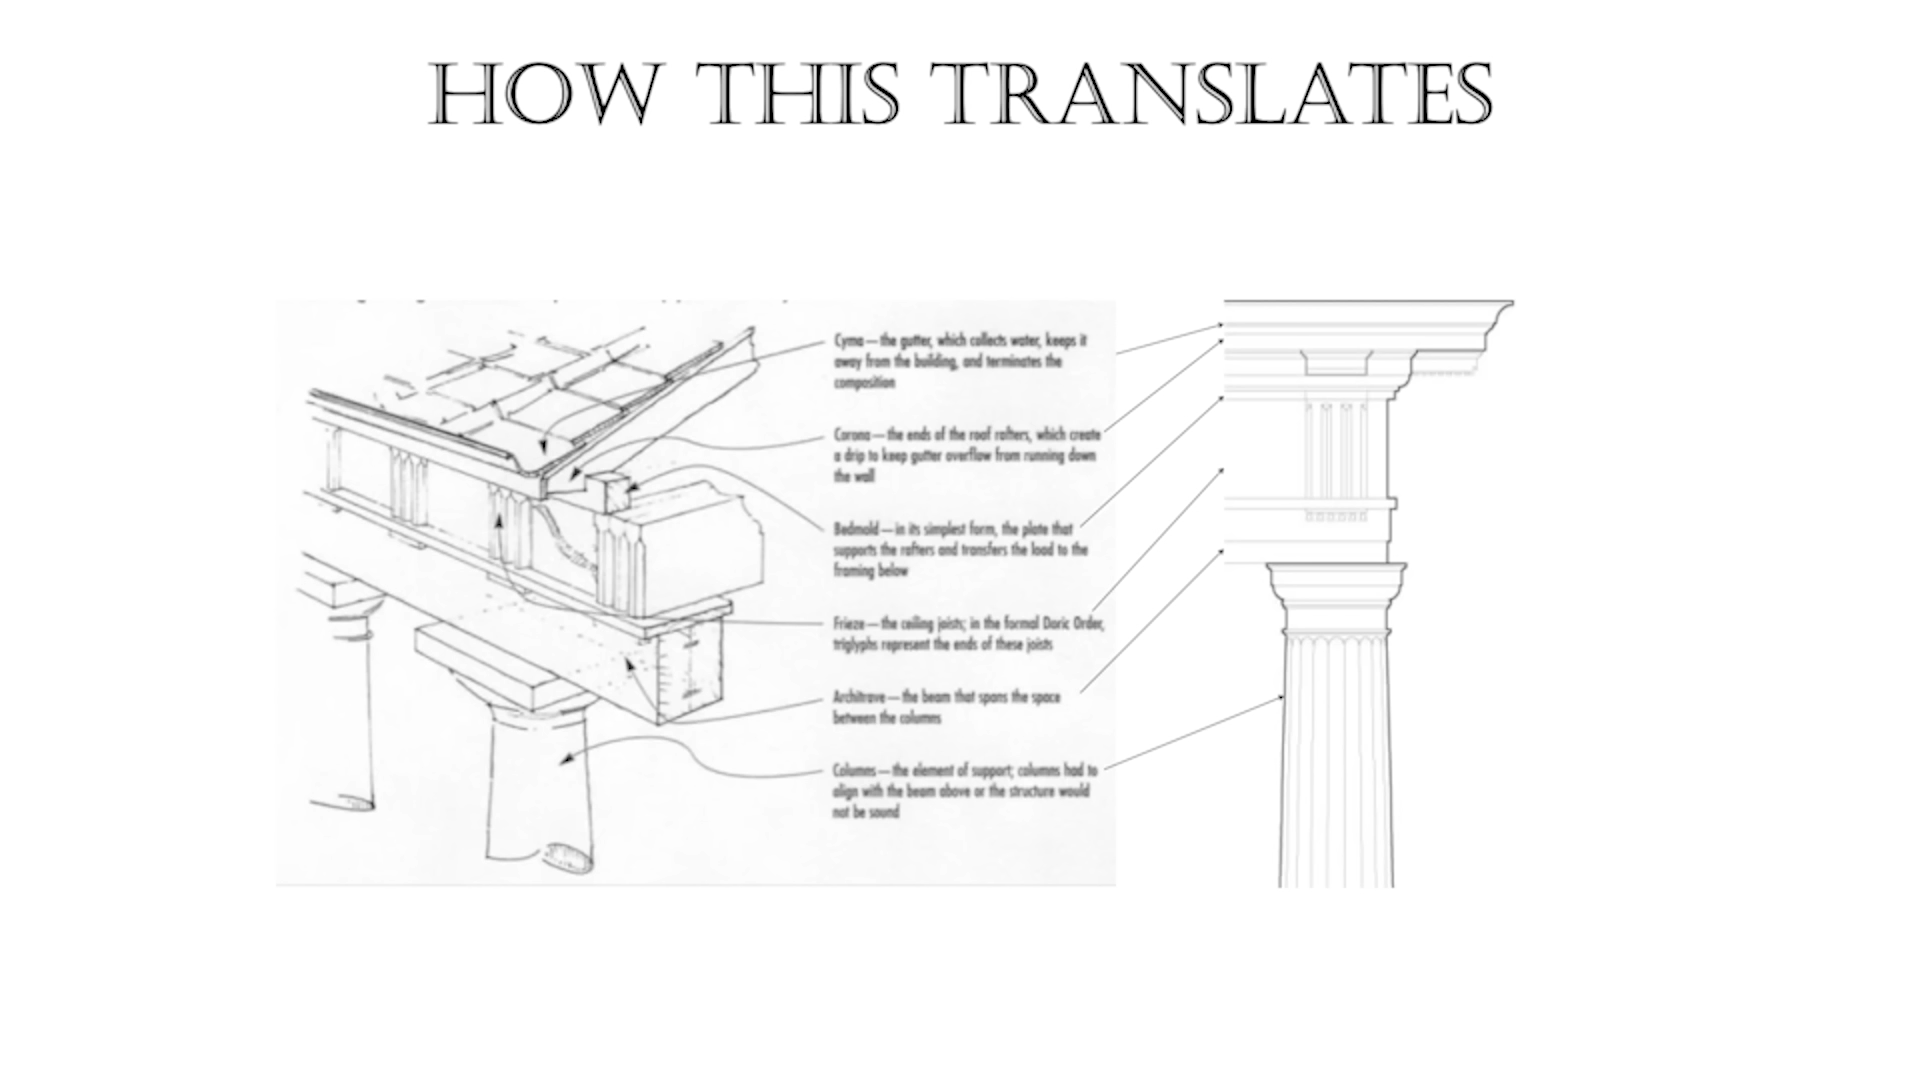 HOW THIS TRANSLATES
Cyma—the gutter, which collects water, keeps it
away from the building, and terminates the
composition
Corona—the ends of the roof rafters, which create
a drip to keep gutter overflow from running down
the wall
Bedmold—in its simplest form, the plate that
supports the rafters and transfers the load to the
framing below
Frieze—the ceiling joists; in the formal Doric Order,
triglyphs represent the ends of these joists
Architrave—the beam that spans the space
between the columns
Columns—the element of support; columns had to
align with the beam above or the structure would
not be sound